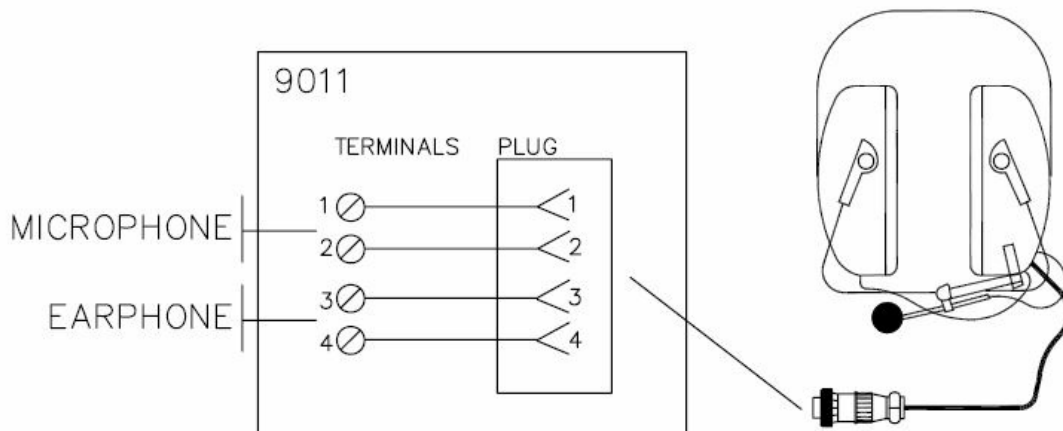 9011
TERMINALS PLUG
MICROPHONE
1 1
2 2
EARPHONE
3 3
4 4